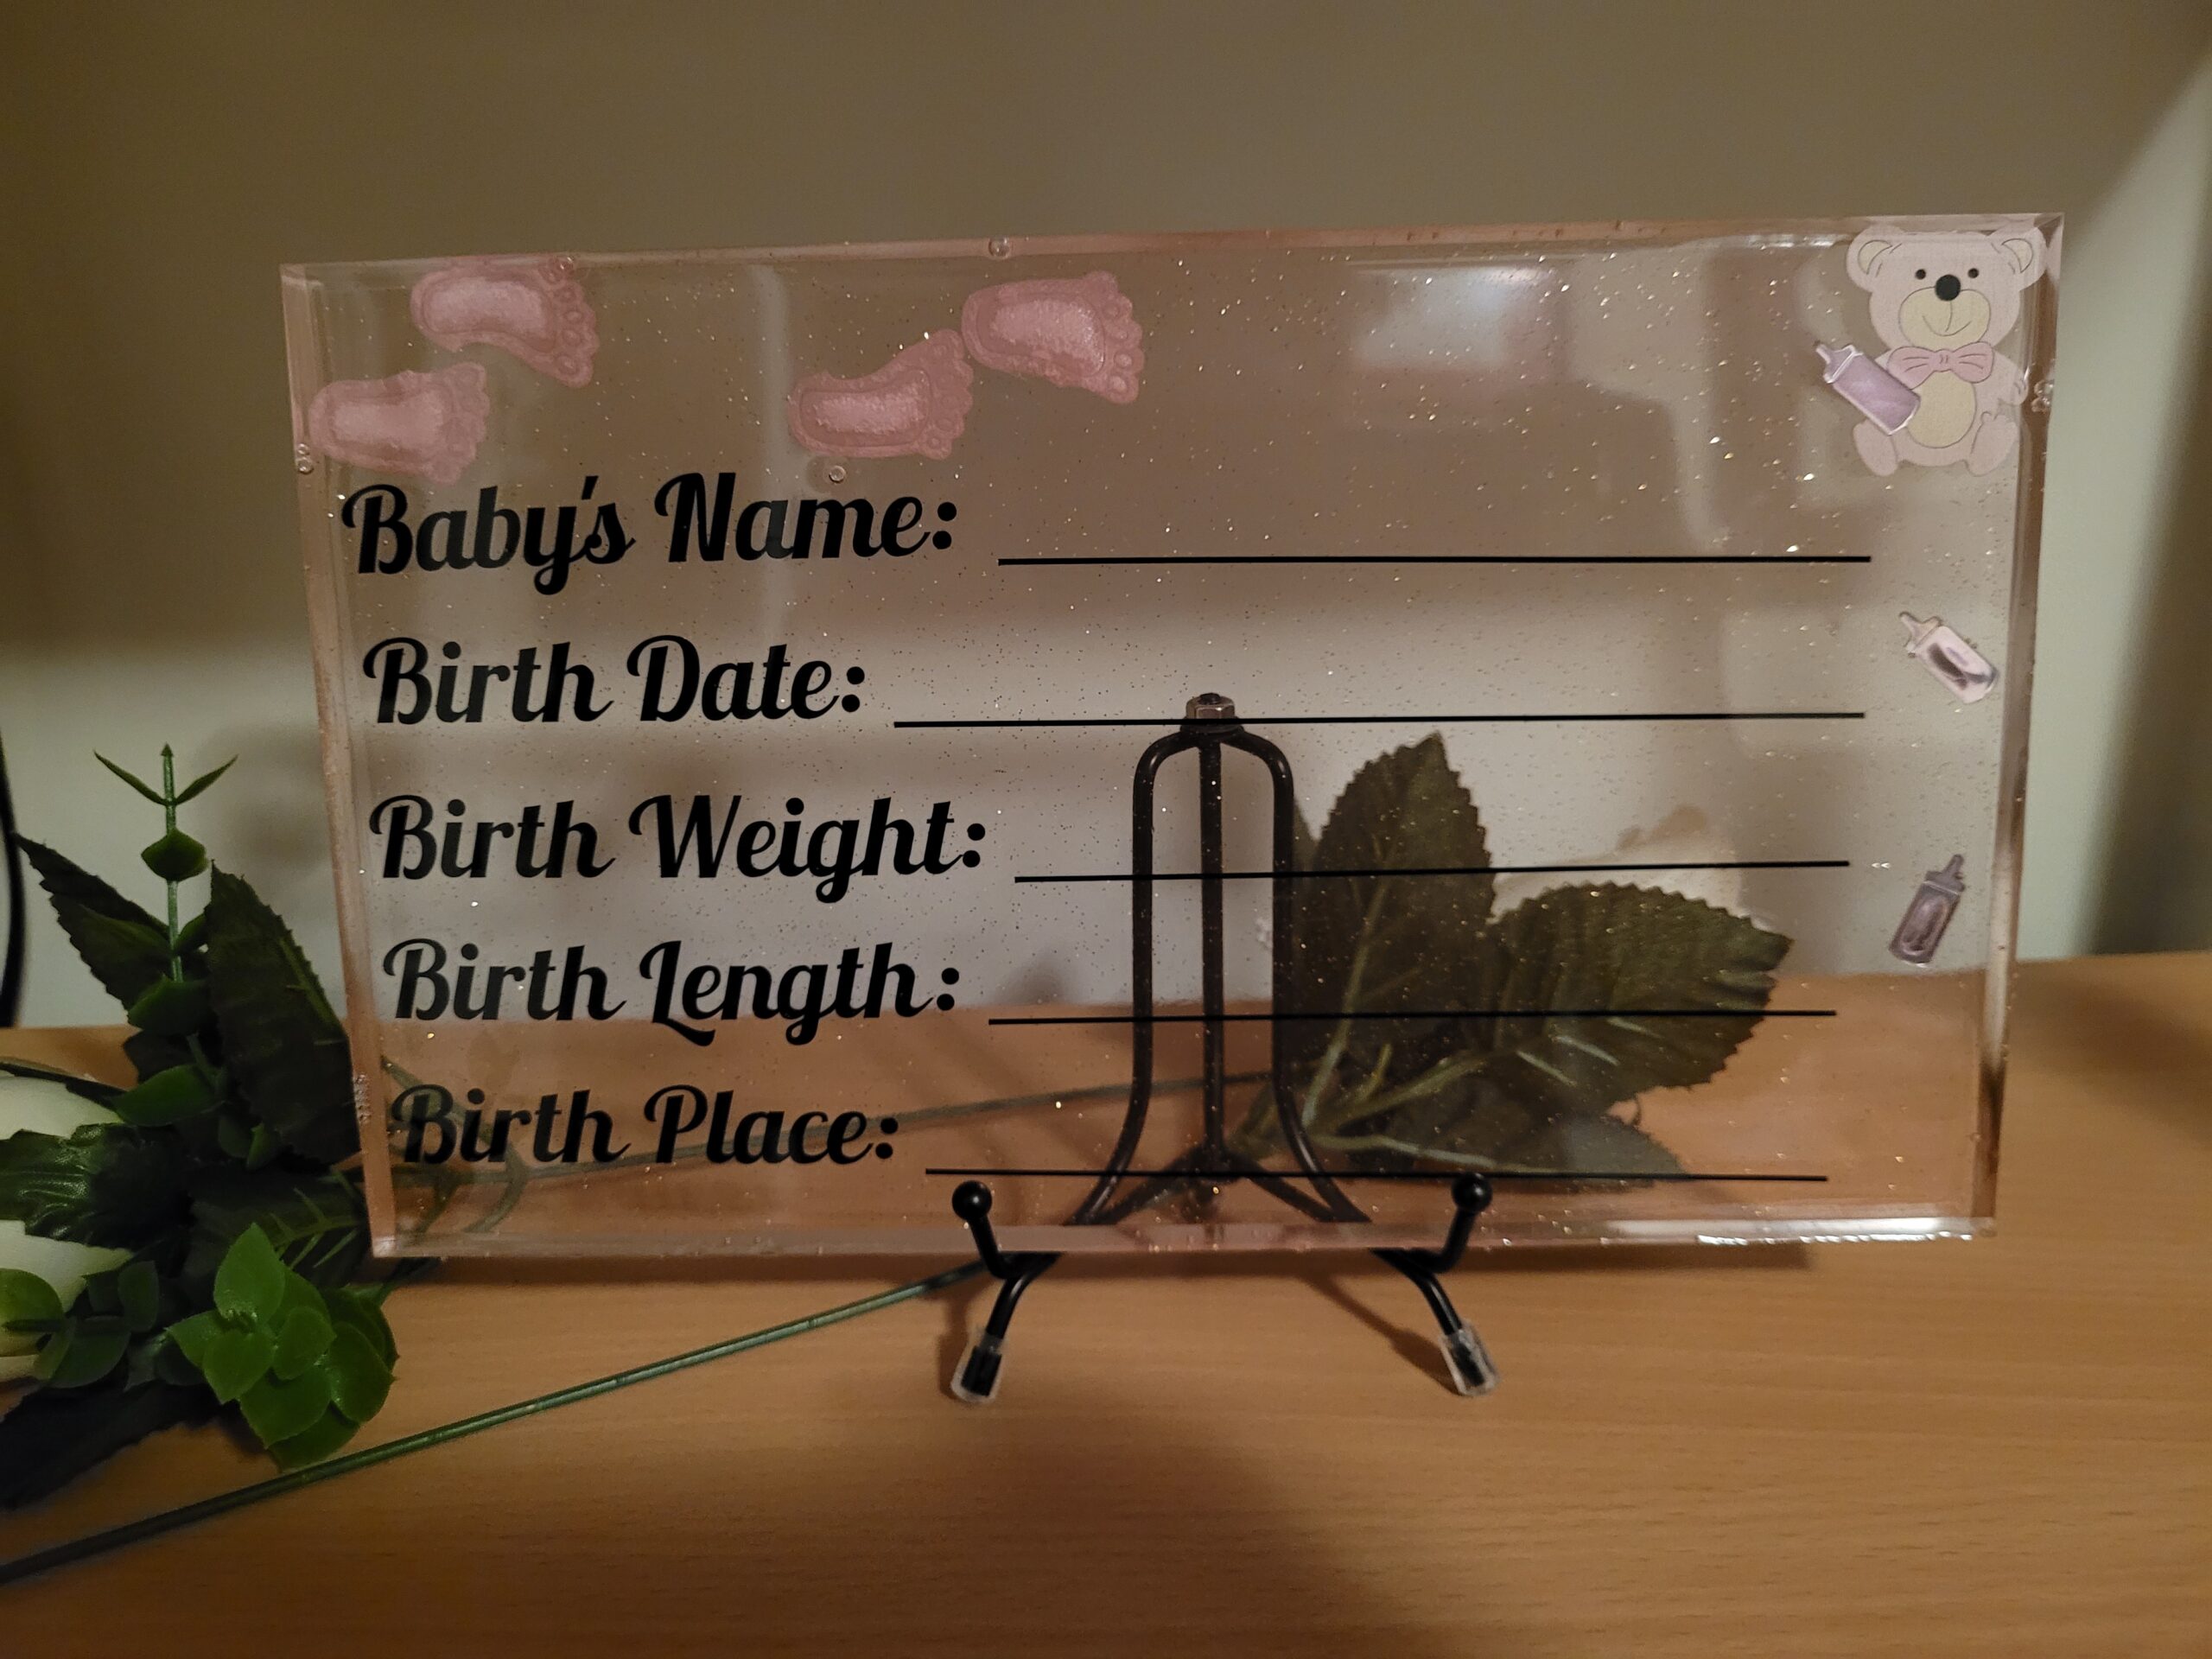 Baby's Name:
Birth Date:
Birth Weight:
Birth Length:
Birth Place: